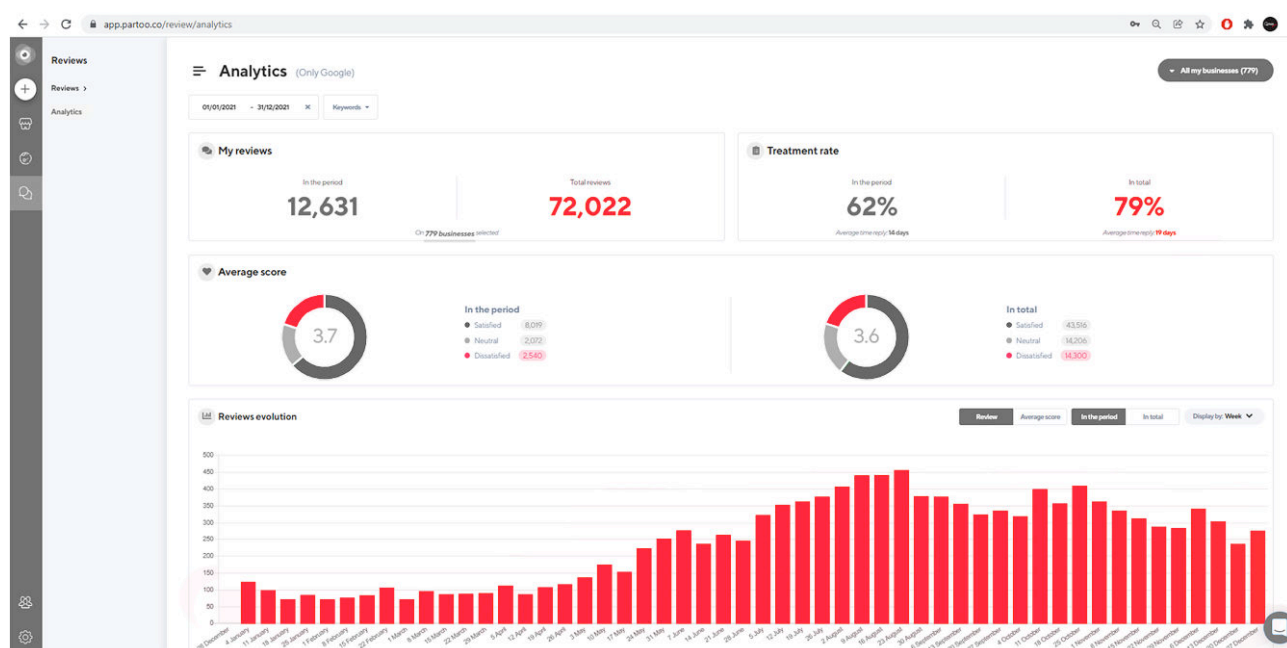 app.partoo.co/review/analytics
Reviews
Reviews >
Analytics
Analytics (Only Google)
All my businesses (779)
01/01/2021 - 31/12/2021 ×
Keywords
My reviews
In the period
12,631
Total reviews
72,022
On 779 businesses selected
Treatment rate
In the period
62%
Average time reply: 14 days
In total
79%
Average time reply: 19 days
Average score
3.7
In the period
Satisfied 8,019
Neutral 2,072
Dissatisfied 2,540
3.6
In total
Satisfied 43,516
Neutral 14,206
Dissatisfied 14,300
Reviews evolution
Review
Average score
In the period
In total
Display by: Week
500
450
400
350
300
250
200
150
100
50
0
December
4 January
11 January
18 January
25 January
1 February
8 February
15 February
22 February
1 March
8 March
15 March
22 March
29 March
5 April
12 April
19 April
26 April
3 May
10 May
17 May
24 May
31 May
7 June
14 June
21 June
28 June
5 July
12 July
19 July
26 July
2 August
9 August
16 August
23 August
30 August
6 September
13 September
20 September
27 September
4 October
11 October
18 October
25 October
1 November
8 November
15 November
22 November
29 November
6 December
13 December
20 December
27 December